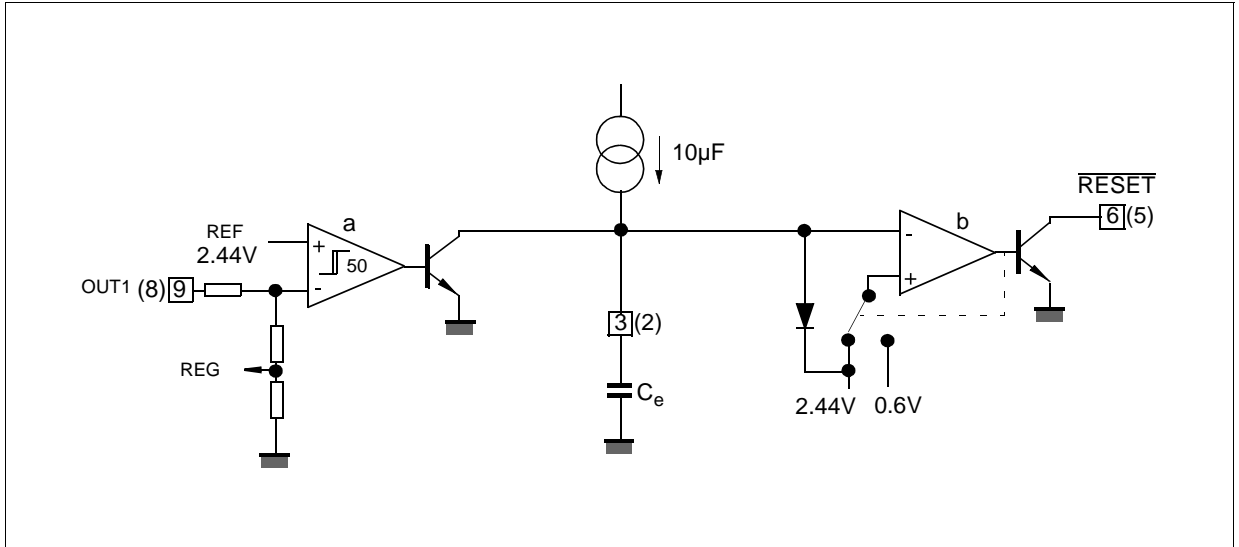 10µF
RESET
6 (5)
a
b
REF
2.44V
+
50
-
OUT1 (8) 9
-
+
3 (2)
REG
Ce
2.44V 0.6V